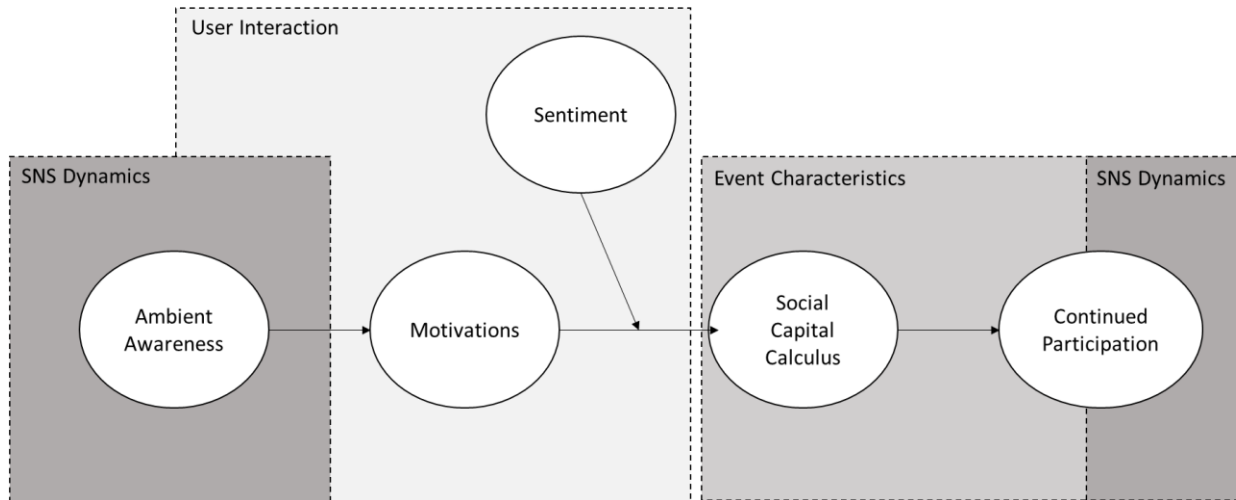 User Interaction
Sentiment
SNS Dynamics
Event Characteristics
SNS Dynamics
Ambient
Awareness
Motivations
Social
Capital
Calculus
Continued
Participation